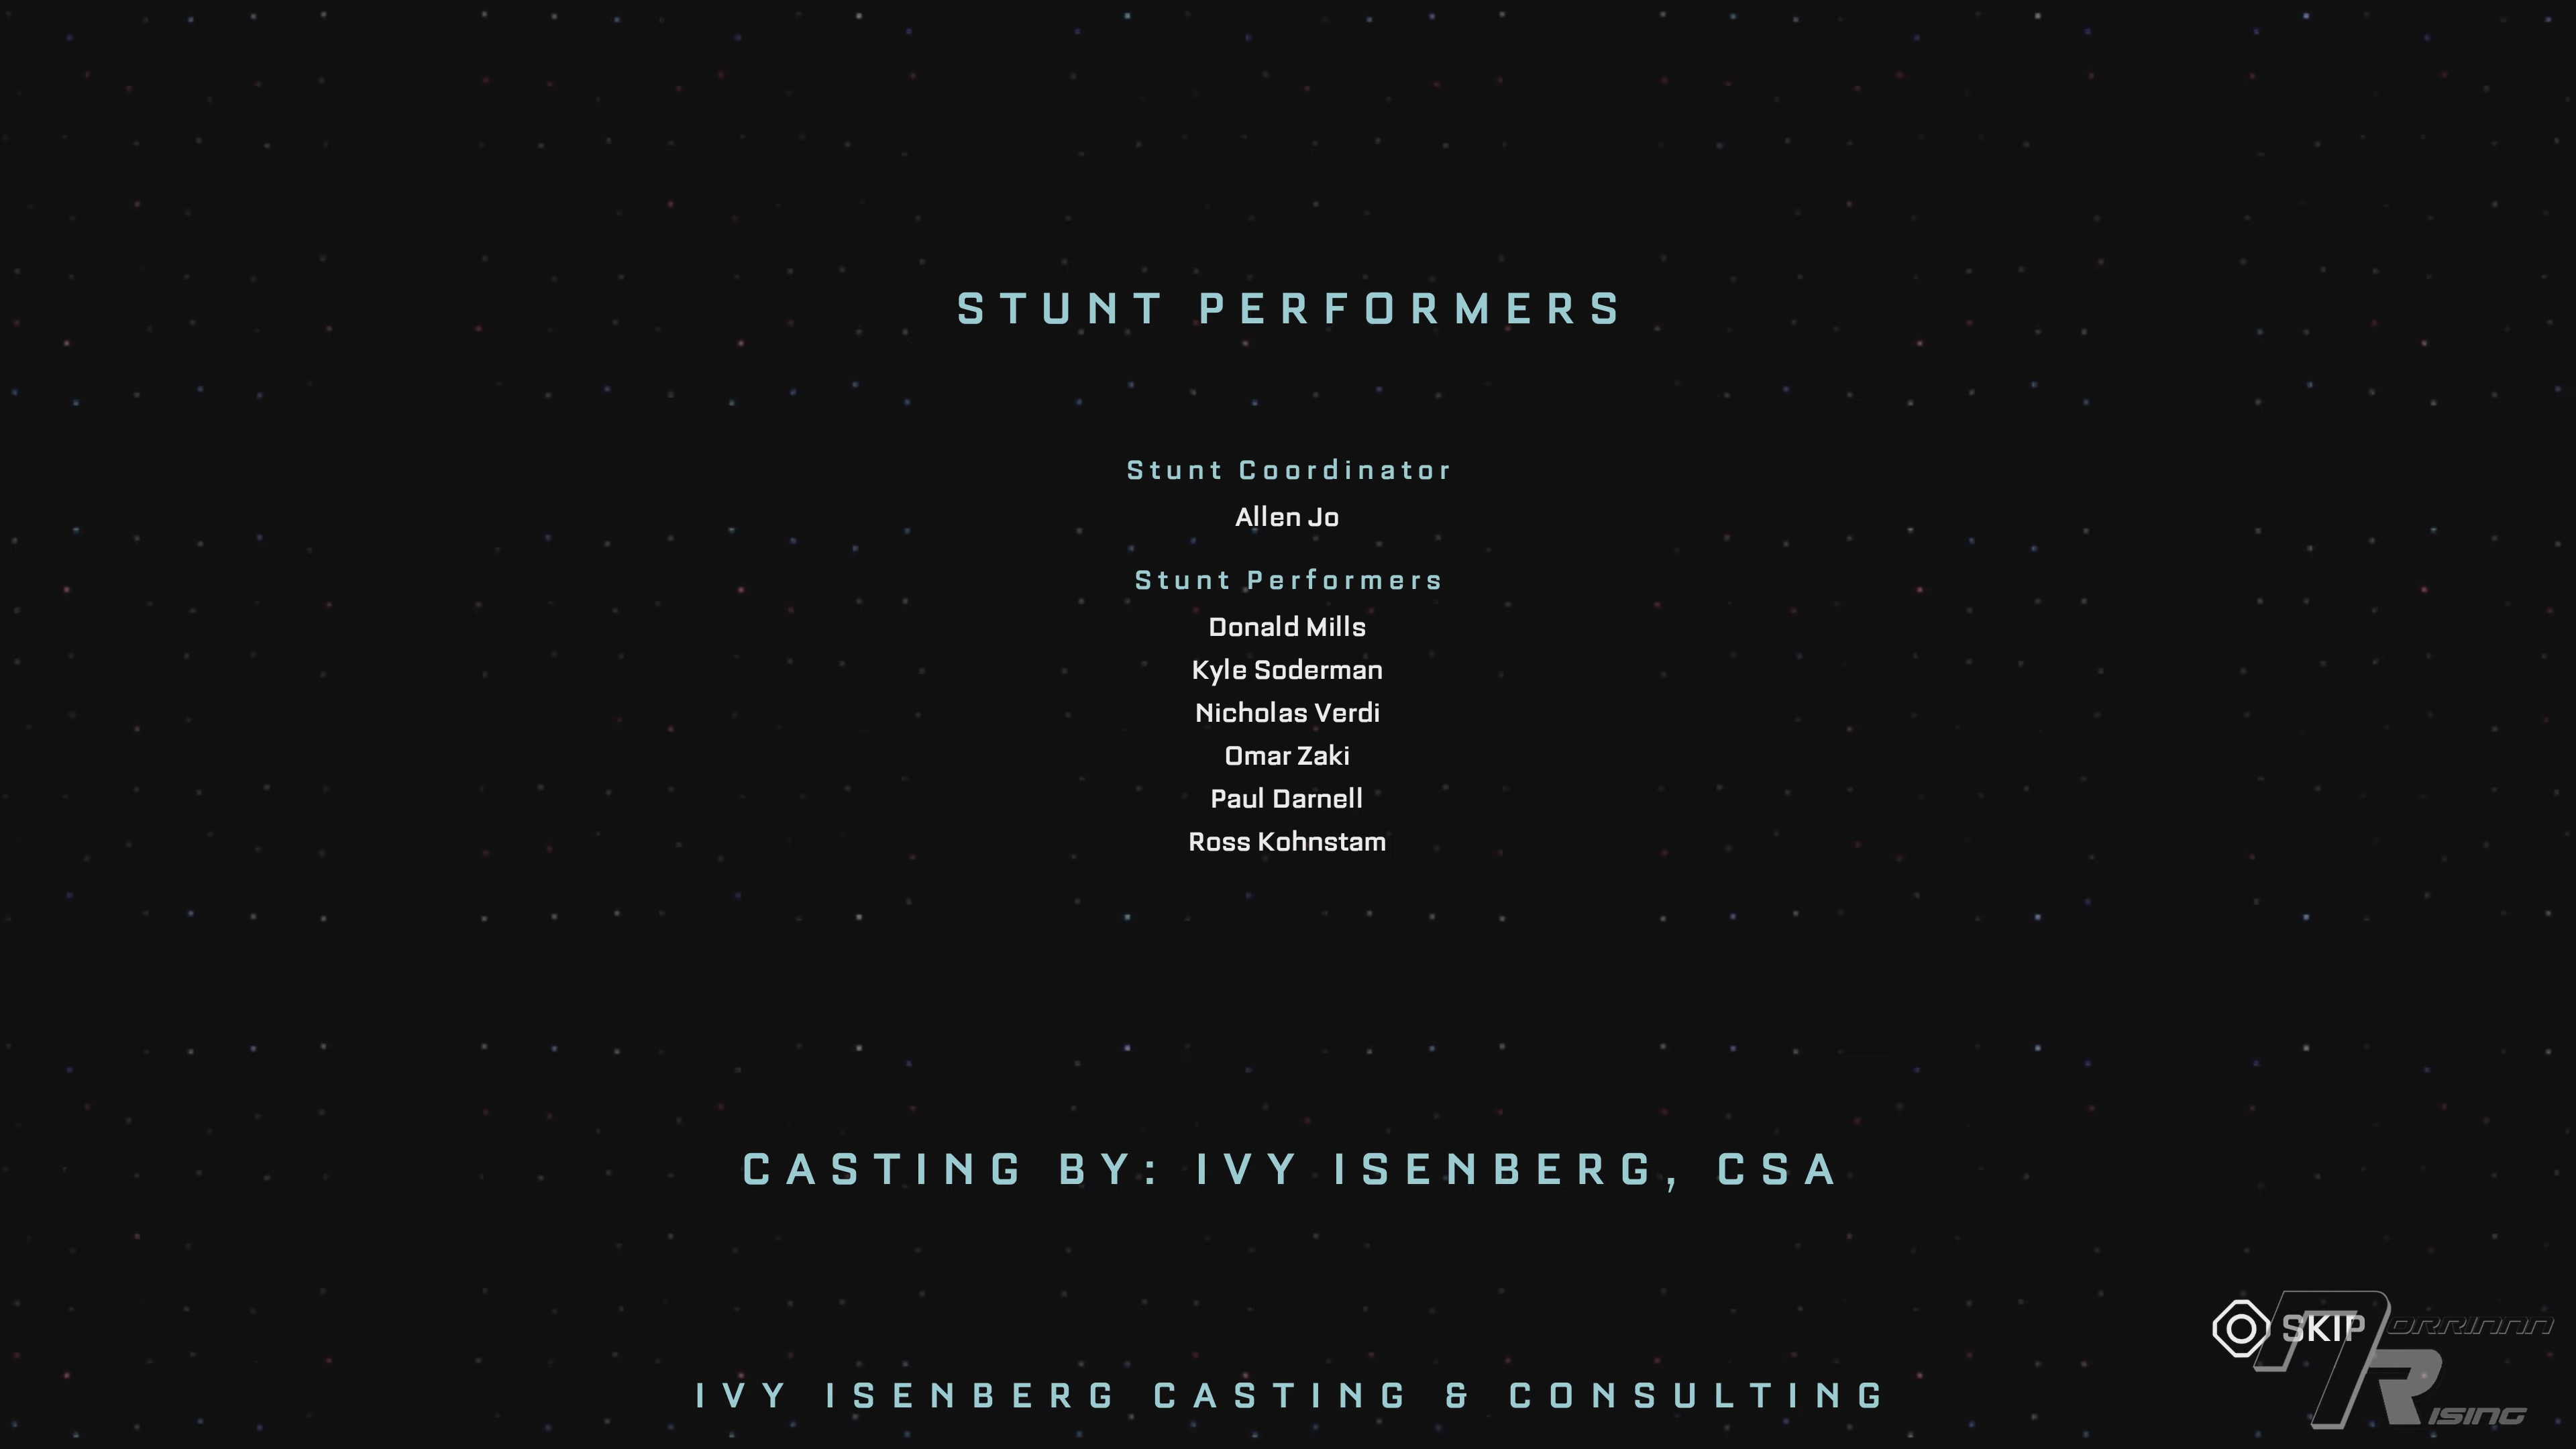 STUNT PERFORMERS
Stunt Coordinator
Allen Jo
Stunt Performers
Donald Mills
Kyle Soderman
Nicholas Verdi
Omar Zaki
Paul Darnell
Ross Kohnstam
CASTING BY: IVY ISENBERG, CSA
SKIP
IVY ISENBERG CASTING & CONSULTING